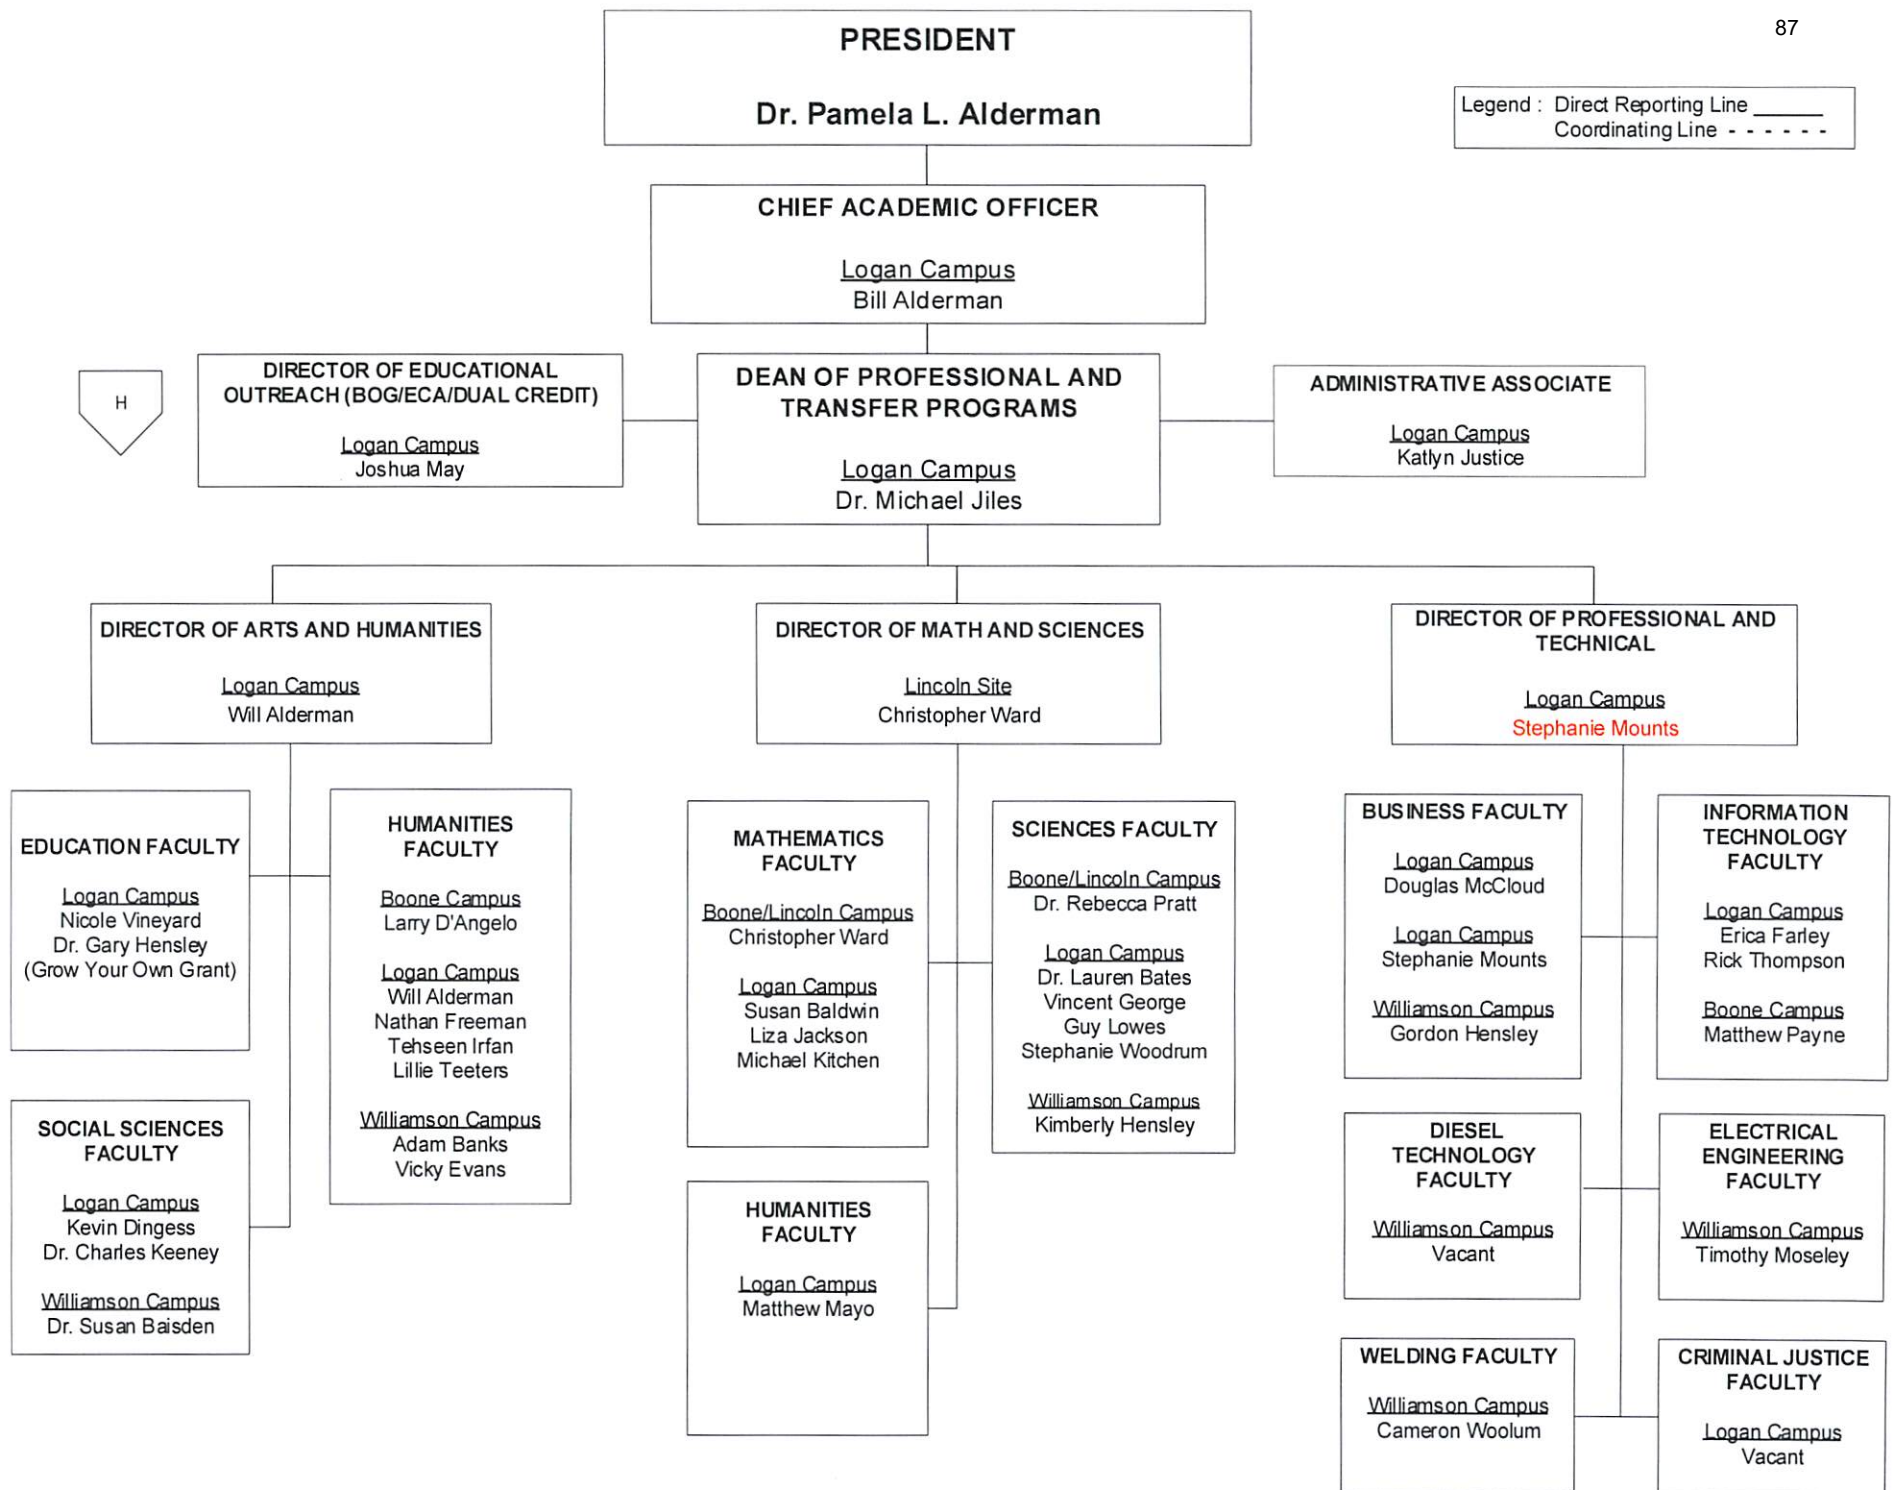 87
PRESIDENT
Dr. Pamela L. Alderman
Legend : Direct Reporting Line ______
Coordinating Line - - - - - -
CHIEF ACADEMIC OFFICER
Logan Campus
Bill Alderman
H
DIRECTOR OF EDUCATIONAL
OUTREACH (BOG/ECA/DUAL CREDIT)
Logan Campus
Joshua May
DEAN OF PROFESSIONAL AND
TRANSFER PROGRAMS
Logan Campus
Dr. Michael Jiles
ADMINISTRATIVE ASSOCIATE
Logan Campus
Katlyn Justice
DIRECTOR OF ARTS AND HUMANITIES
Logan Campus
Will Alderman
DIRECTOR OF MATH AND SCIENCES
Lincoln Site
Christopher Ward
DIRECTOR OF PROFESSIONAL AND
TECHNICAL
Logan Campus
Stephanie Mounts
EDUCATION FACULTY
Logan Campus
Nicole Vineyard
Dr. Gary Hensley
(Grow Your Own Grant)
HUMANITIES
FACULTY
Boone Campus
Larry D'Angelo
Logan Campus
Will Alderman
Nathan Freeman
Tehseen Irfan
Lillie Teeters
Williamson Campus
Adam Banks
Vicky Evans
SOCIAL SCIENCES
FACULTY
Logan Campus
Kevin Dingess
Dr. Charles Keeney
Williamson Campus
Dr. Susan Baisden
MATHEMATICS
FACULTY
Boone/Lincoln Campus
Christopher Ward
Logan Campus
Susan Baldwin
Liza Jackson
Michael Kitchen
SCIENCES FACULTY
Boone/Lincoln Campus
Dr. Rebecca Pratt
Logan Campus
Dr. Lauren Bates
Vincent George
Guy Lowes
Stephanie Woodrum
Williamson Campus
Kimberly Hensley
HUMANITIES
FACULTY
Logan Campus
Matthew Mayo
BUSINESS FACULTY
Logan Campus
Douglas McCloud
Logan Campus
Stephanie Mounts
Williamson Campus
Gordon Hensley
INFORMATION
TECHNOLOGY
FACULTY
Logan Campus
Erica Farley
Rick Thompson
Boone Campus
Matthew Payne
DIESEL
TECHNOLOGY
FACULTY
Williamson Campus
Vacant
ELECTRICAL
ENGINEERING
FACULTY
Williamson Campus
Timothy Moseley
WELDING FACULTY
Williamson Campus
Cameron Woolum
CRIMINAL JUSTICE
FACULTY
Logan Campus
Vacant